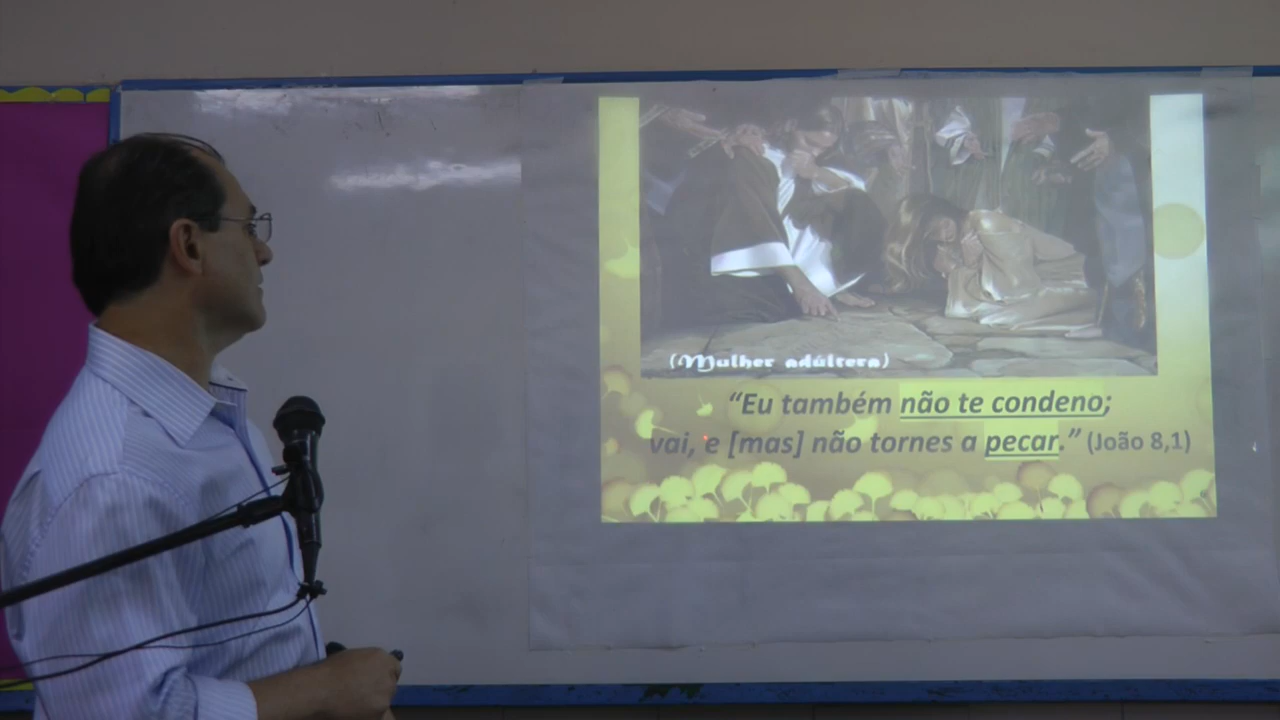 (Mulher adúltera)
“Eu também não te condeno;
vai, e [mas] não tornes a pecar.” (João 8,1)